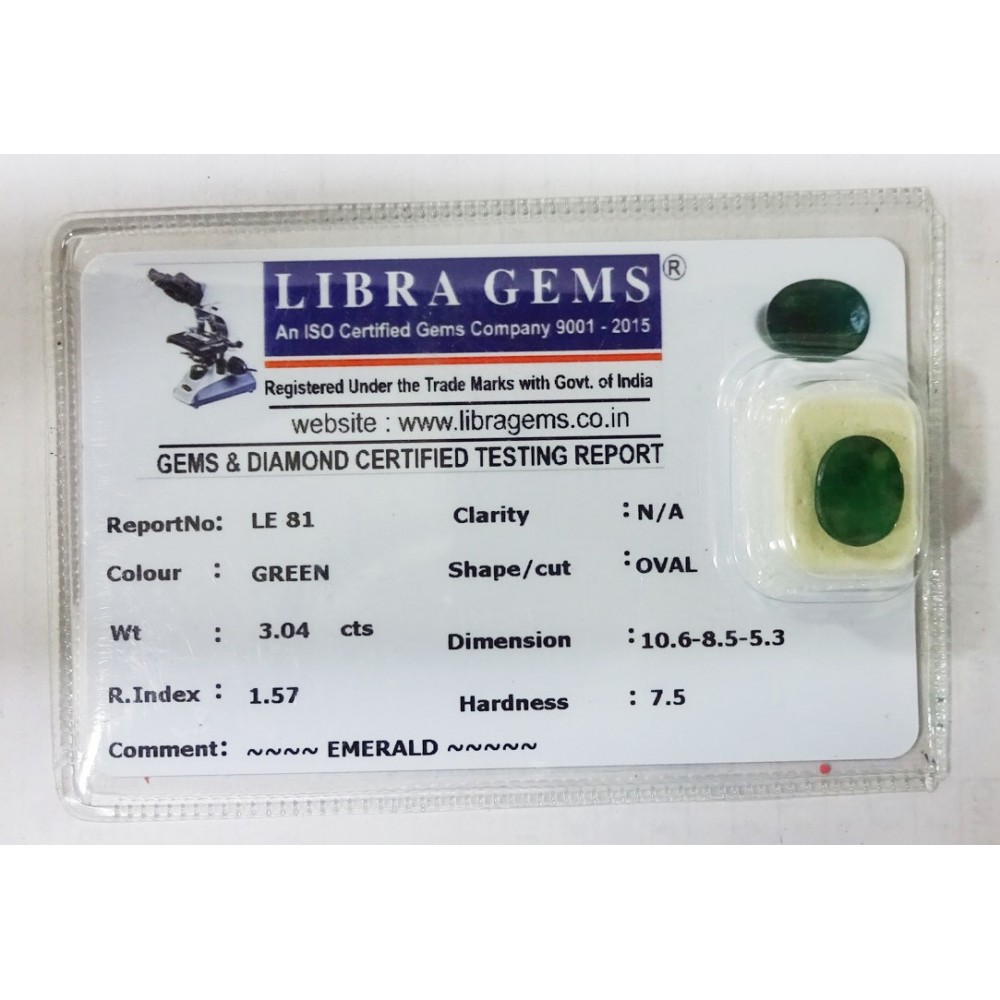 LIBRA GEMS ®
An ISO Certified Gems Company 9001 - 2015
Registered Under the Trade Marks with Govt. of India
website : www.libragems.co.in
GEMS & DIAMOND CERTIFIED TESTING REPORT
ReportNo: LE 81 Clarity : N/A
Colour : GREEN Shape/cut : OVAL
Wt : 3.04 cts Dimension : 10.6-8.5-5.3
R.Index : 1.57 Hardness : 7.5
Comment: ~~~~ EMERALD ~~~~~